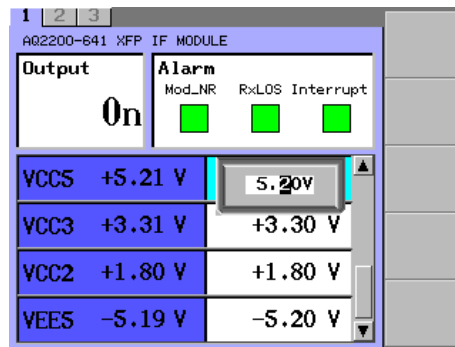 1 2 3
AQ2200-641 XFP IF MODULE
Output
On
Alarm
Mod_NR RxLOS Interrupt
VCC5 +5.21 V 5.20V
VCC3 +3.31 V +3.30 V
VCC2 +1.80 V +1.80 V
VEE5 -5.19 V -5.20 V